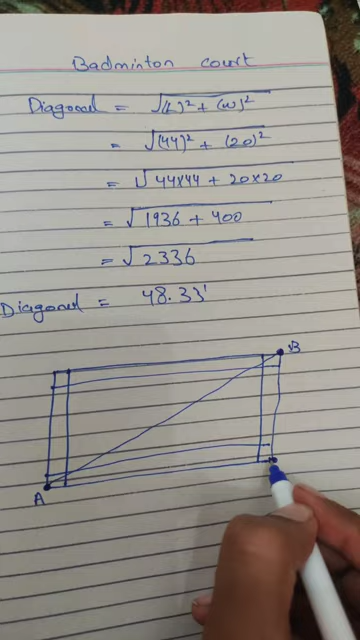 Badminton court
Diagonal = √(L)² + (w)²
= √(44)² + (20)²
= √44×44 + 20×20
= √1936 + 400
= √2336
Diagonal = 48.33'
B
A